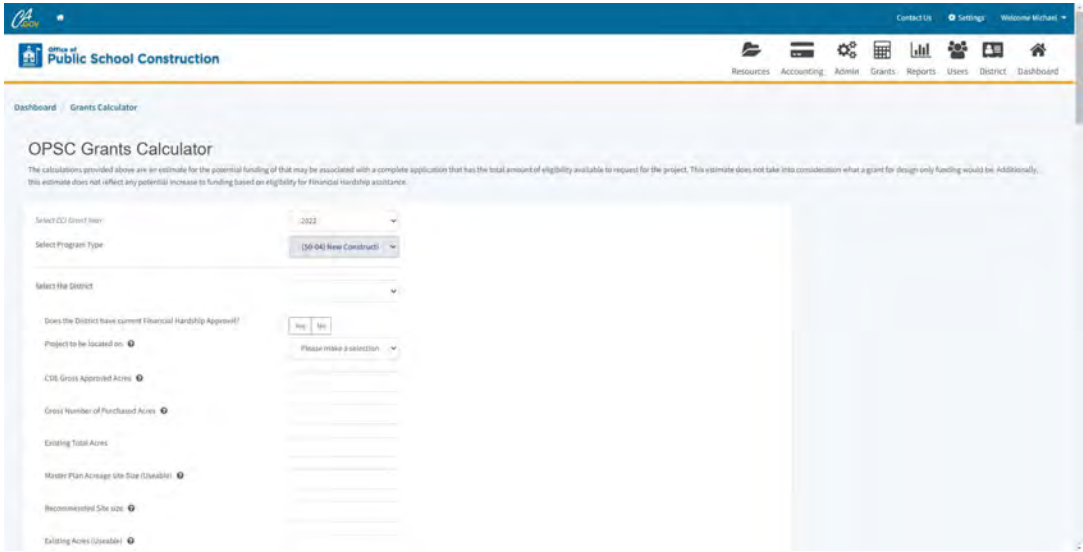 CA.GOV
Contact Us Settings Welcome Michael
Office of
Public School Construction
Resources Accounting Admin Grants Reports Users District Dashboard
Dashboard / Grants Calculator
OPSC Grants Calculator
The calculations provided above are an estimate for the potential funding of that may be associated with a complete application that has the total amount of eligibility available to request for the project. This estimate does not take into consideration what a grant for design only funding would be. Additionally,
this estimate does not reflect any potential increase to funding based on eligibility for Financial Hardship assistance.
Select CCI Grant Year 2022
Select Program Type (50-04) New Constructi
Select the District
Does the District have current Financial Hardship Approval? Yes No
Project to be located on Please make a selection
CDE Gross Approved Acres
Gross Number of Purchased Acres
Existing Total Acres
Master Plan Acreage Site Size (Useable)
Recommended Site size
Existing Acres (Useable)